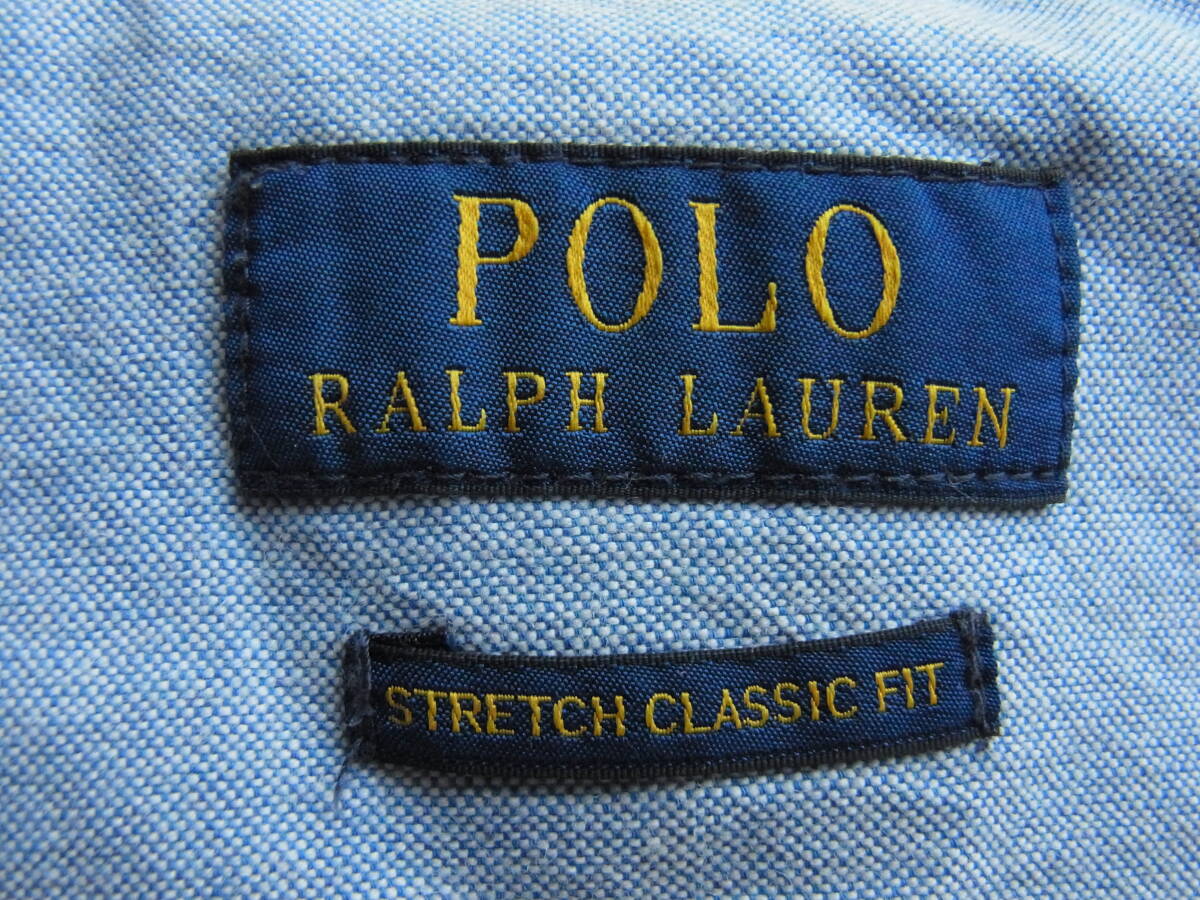 POLO
RALPH LAUREN
STRETCH CLASSIC FIT